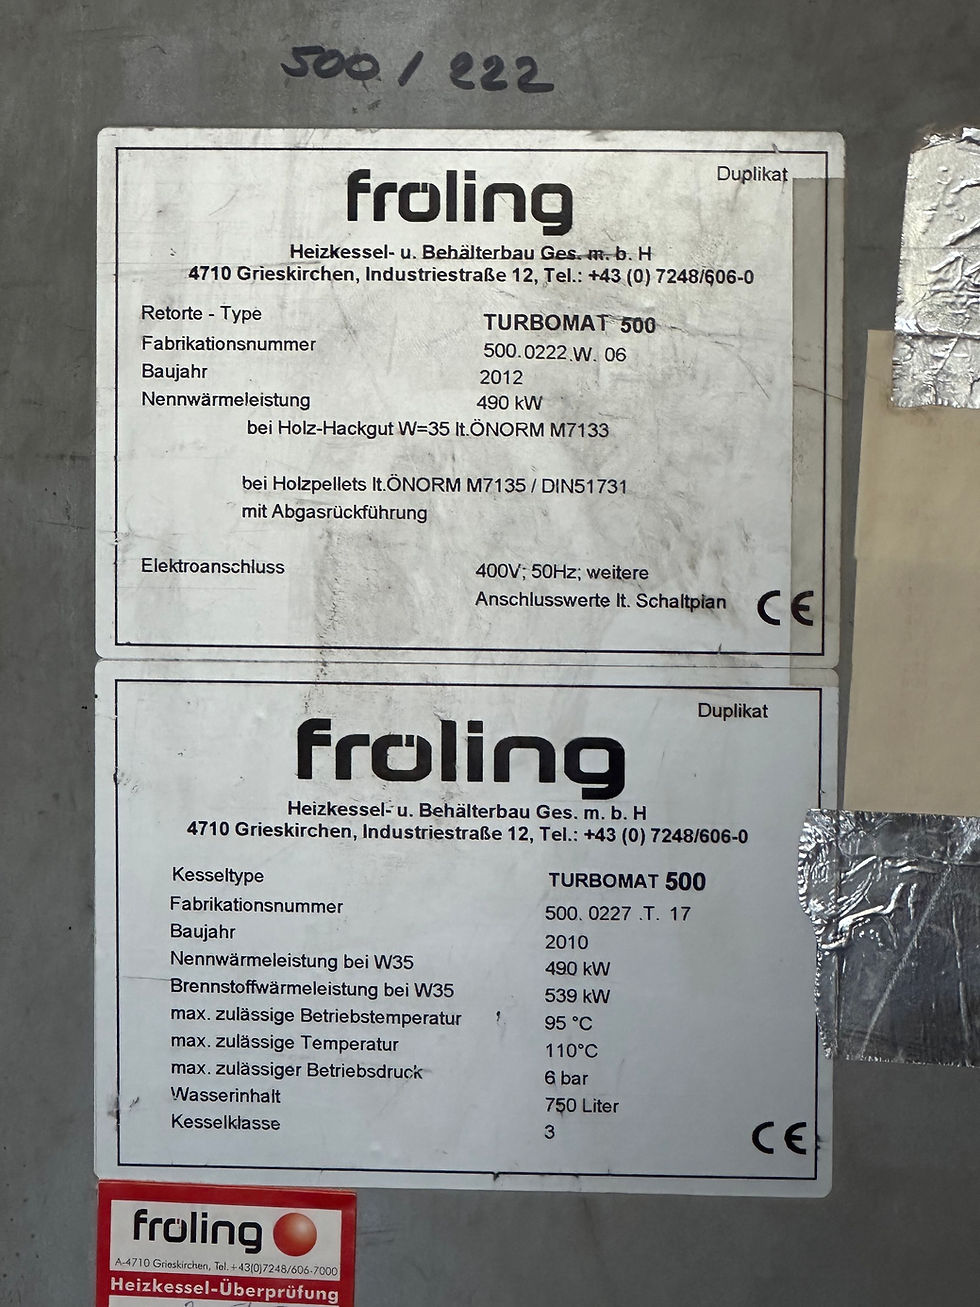 500 / 222
Duplikat
fröling
Heizkessel- u. Behälterbau Ges. m. b. H
4710 Grieskirchen, Industriestraße 12, Tel.: +43 (0) 7248/606-0
Retorte - Type TURBOMAT 500
Fabrikationsnummer 500.0222.W. 06
Baujahr 2012
Nennwärmeleistung 490 kW
bei Holz-Hackgut W=35 lt.ÖNORM M7133
bei Holzpellets lt.ÖNORM M7135 / DIN51731
mit Abgasrückführung
Elektroanschluss 400V; 50Hz; weitere
Anschlusswerte lt. Schaltplan
CE
Duplikat
fröling
Heizkessel- u. Behälterbau Ges. m. b. H
4710 Grieskirchen, Industriestraße 12, Tel.: +43 (0) 7248/606-0
Kesseltype TURBOMAT 500
Fabrikationsnummer 500. 0227 .T. 17
Baujahr 2010
Nennwärmeleistung bei W35 490 kW
Brennstoffwärmeleistung bei W35 539 kW
max. zulässige Betriebstemperatur 95 °C
max. zulässige Temperatur 110°C
max. zulässiger Betriebsdruck 6 bar
Wasserinhalt 750 Liter
Kesselklasse 3
CE
fröling
A-4710 Grieskirchen, Tel. +43(0)7248/606-7000
Heizkessel-Überprüfung